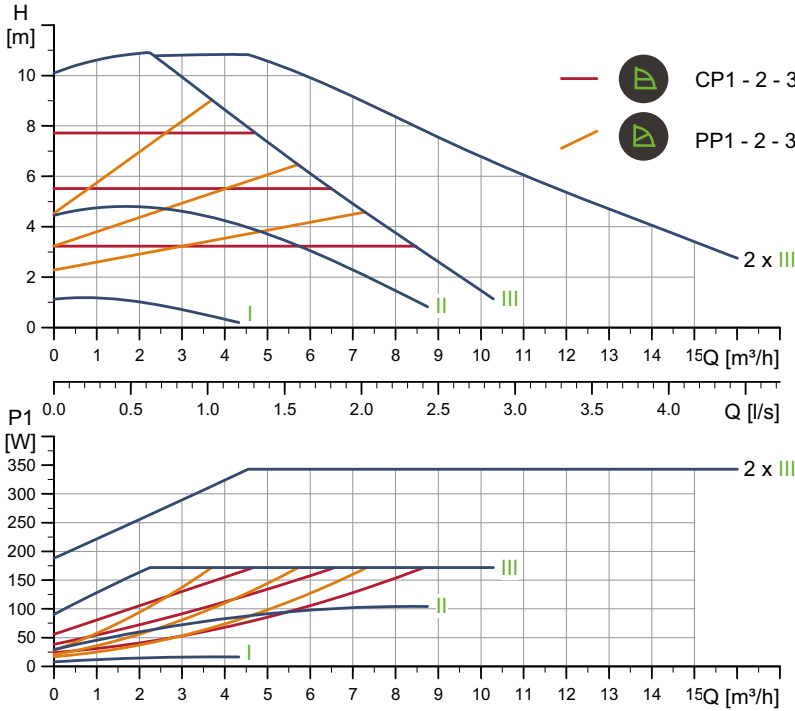 H
[m]
10
8
6
4
2
0
CP1 - 2 - 3
PP1 - 2 - 3
2 x III
I
II
III
0 1 2 3 4 5 6 7 8 9 10 11 12 13 14 15 Q [m³/h]
0.0 0.5 1.0 1.5 2.0 2.5 3.0 3.5 4.0 Q [l/s]
P1
[W]
350
300
250
200
150
100
50
0
2 x III
III
II
I
0 1 2 3 4 5 6 7 8 9 10 11 12 13 14 15 Q [m³/h]